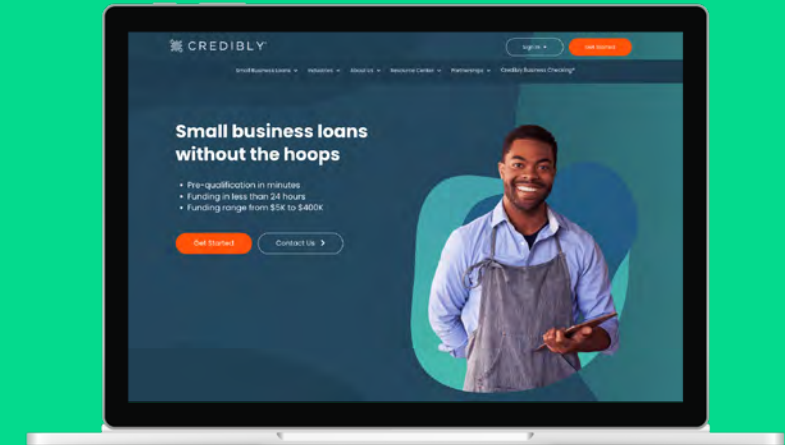 CREDIBLY
Sign In
Get Started
Small Business Loans
Industries
About Us
Resource Center
Partnerships
Credibly Business Checking*
Small business loans
without the hoops
• Pre-qualification in minutes
• Funding in less than 24 hours
• Funding range from $5K to $400K
Get Started
Contact Us >